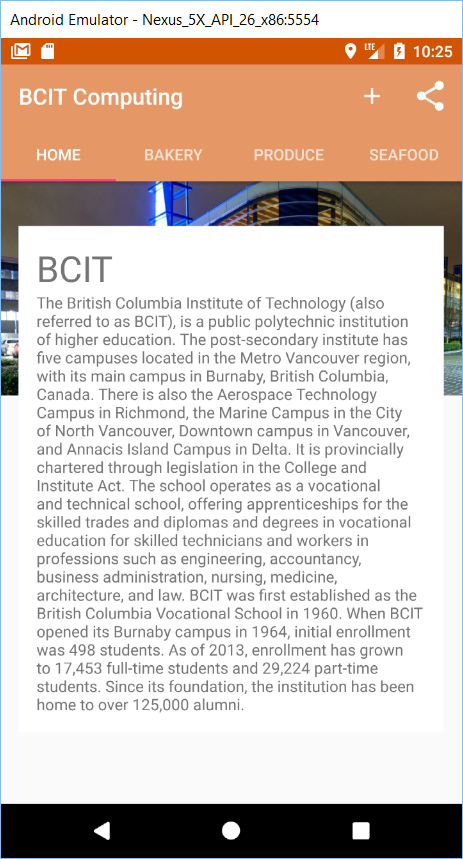 Android Emulator - Nexus_5X_API_26_x86:5554
LTE 10:25
BCIT Computing
HOME BAKERY PRODUCE SEAFOOD
BCIT
The British Columbia Institute of Technology (also
referred to as BCIT), is a public polytechnic institution
of higher education. The post-secondary institute has
five campuses located in the Metro Vancouver region,
with its main campus in Burnaby, British Columbia,
Canada. There is also the Aerospace Technology
Campus in Richmond, the Marine Campus in the City
of North Vancouver, Downtown campus in Vancouver,
and Annacis Island Campus in Delta. It is provincially
chartered through legislation in the College and
Institute Act. The school operates as a vocational
and technical school, offering apprenticeships for the
skilled trades and diplomas and degrees in vocational
education for skilled technicians and workers in
professions such as engineering, accountancy,
business administration, nursing, medicine,
architecture, and law. BCIT was first established as the
British Columbia Vocational School in 1960. When BCIT
opened its Burnaby campus in 1964, initial enrollment
was 498 students. As of 2013, enrollment has grown
to 17,453 full-time students and 29,224 part-time
students. Since its foundation, the institution has been
home to over 125,000 alumni.